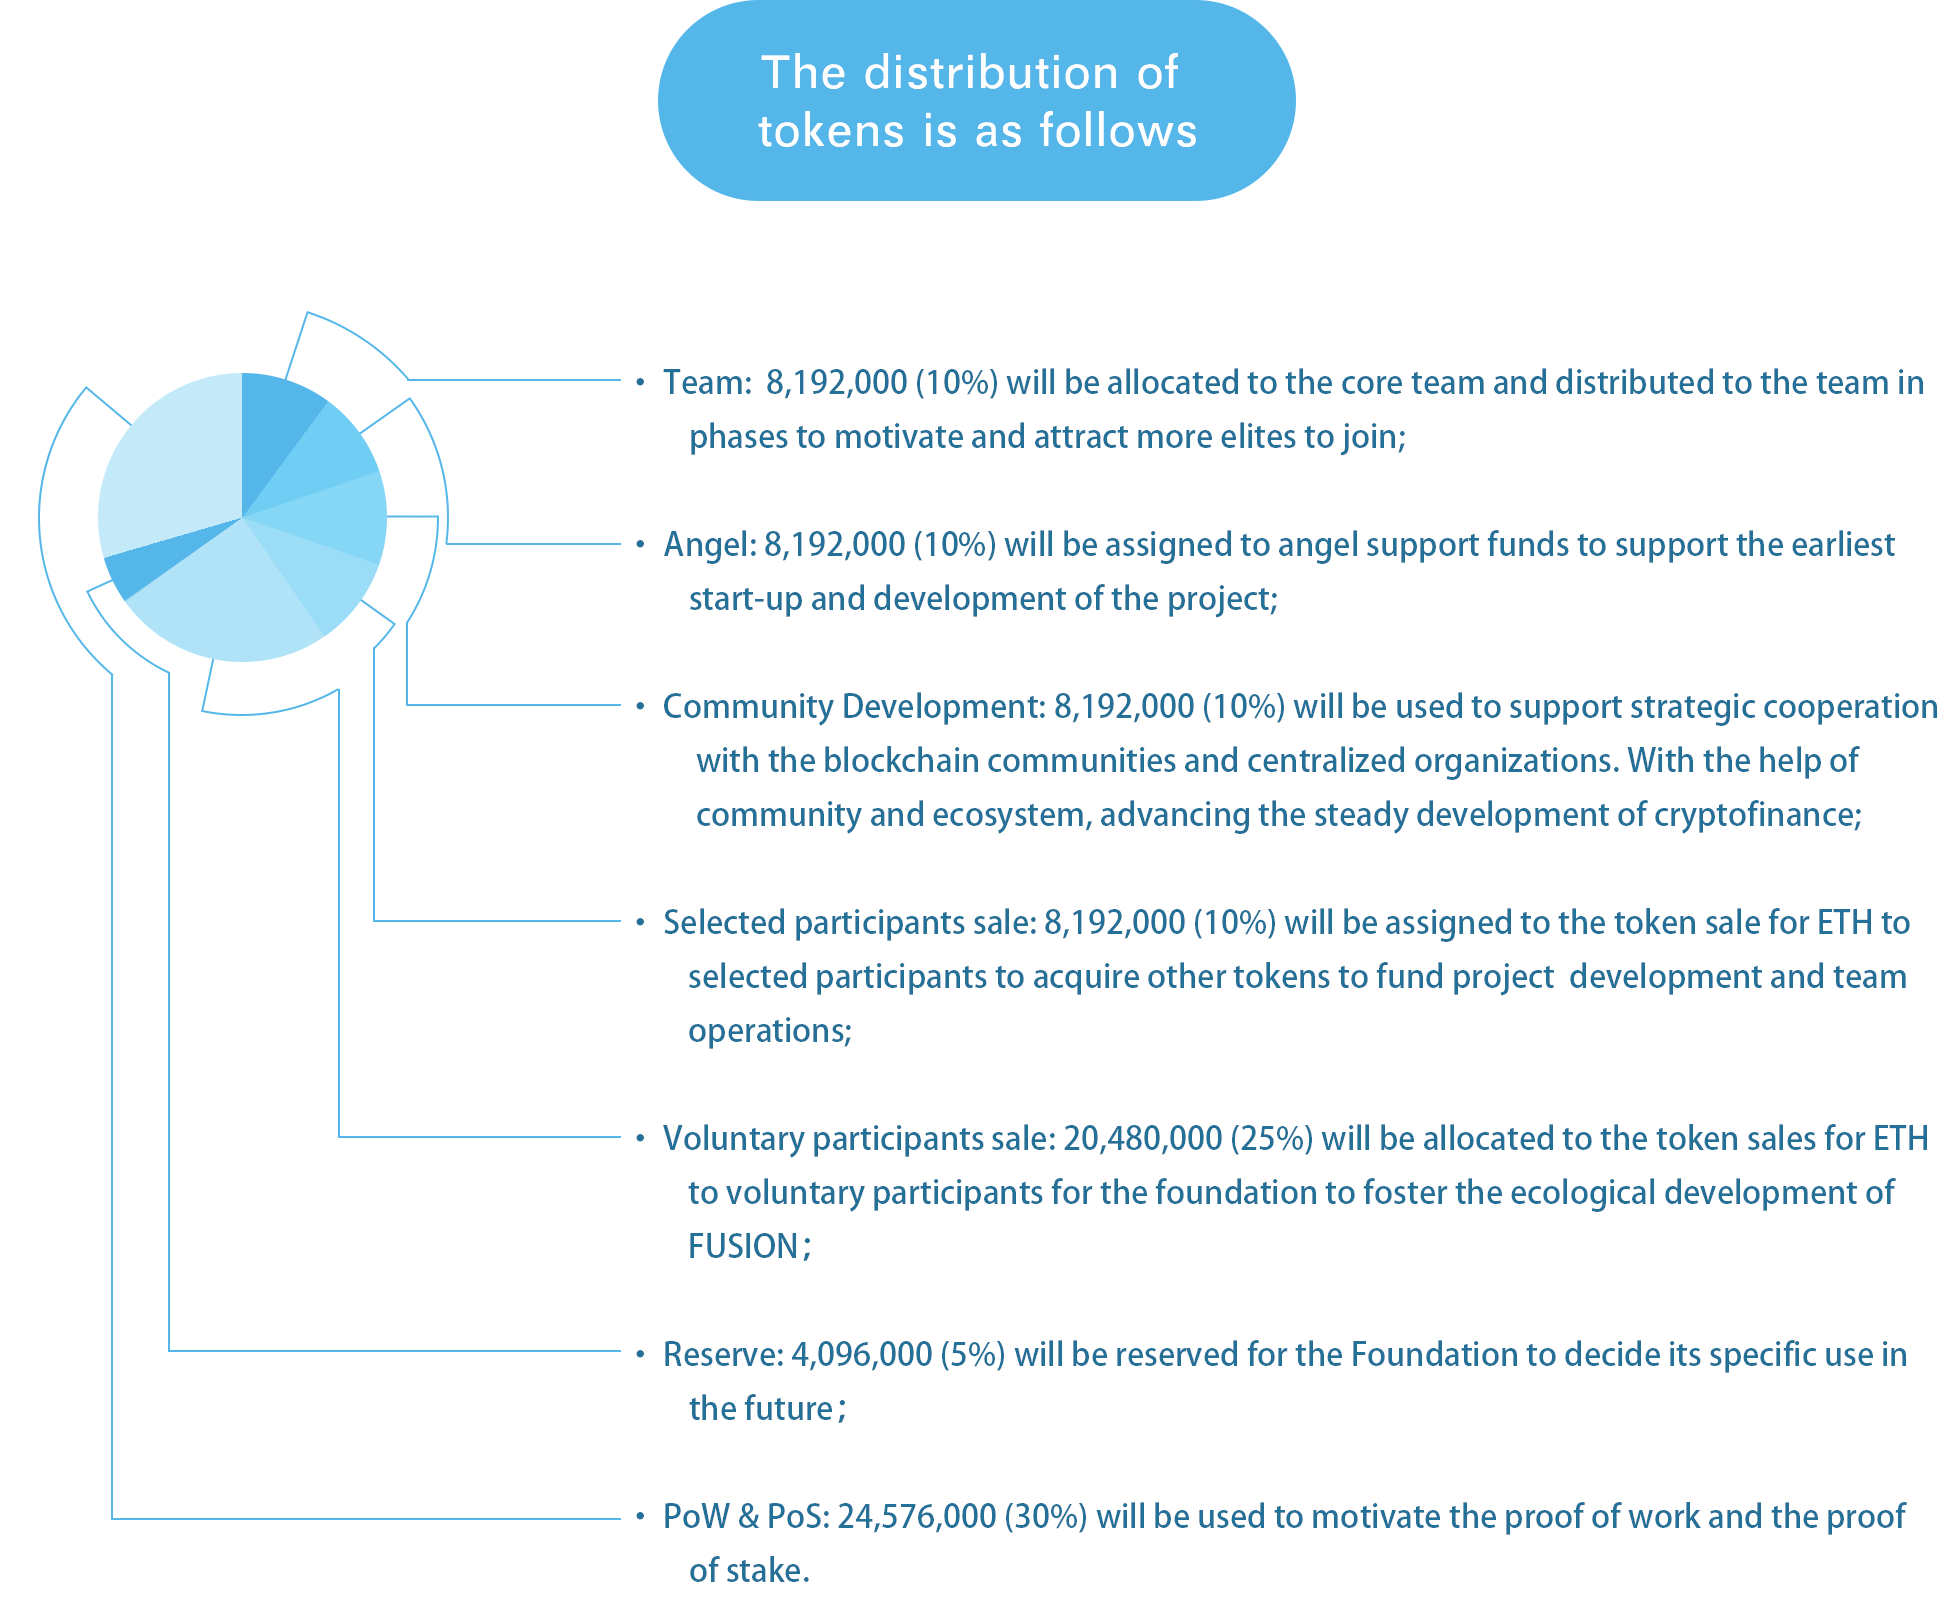 The distribution of
tokens is as follows
• Team: 8,192,000 (10%) will be allocated to the core team and distributed to the team in
phases to motivate and attract more elites to join;
• Angel: 8,192,000 (10%) will be assigned to angel support funds to support the earliest
start-up and development of the project;
• Community Development: 8,192,000 (10%) will be used to support strategic cooperation
with the blockchain communities and centralized organizations. With the help of
community and ecosystem, advancing the steady development of cryptofinance;
• Selected participants sale: 8,192,000 (10%) will be assigned to the token sale for ETH to
selected participants to acquire other tokens to fund project development and team
operations;
• Voluntary participants sale: 20,480,000 (25%) will be allocated to the token sales for ETH
to voluntary participants for the foundation to foster the ecological development of
FUSION;
• Reserve: 4,096,000 (5%) will be reserved for the Foundation to decide its specific use in
the future;
• PoW & PoS: 24,576,000 (30%) will be used to motivate the proof of work and the proof
of stake.